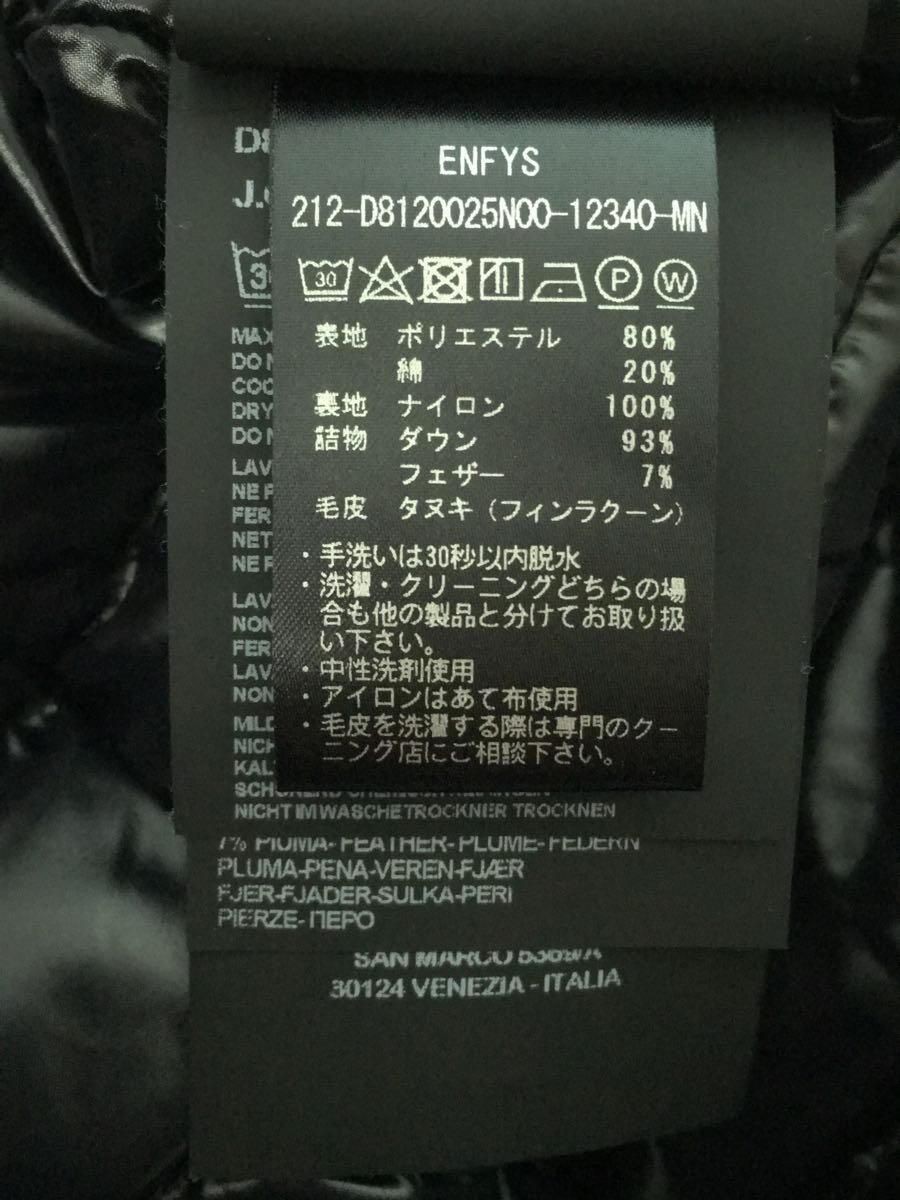 ENFYS
212-D8120025N00-12340-MN
30 P W
表地 ポリエステル 80%
綿 20%
裏地 ナイロン 100%
詰物 ダウン 93%
フェザー 7%
毛皮 タヌキ(フィンラクーン)
・手洗いは30秒以内脱水
・洗濯・クリーニングどちらの場
合も他の製品と分けてお取り扱
い下さい。
・中性洗剤使用
・アイロンはあて布使用
・毛皮を洗濯する際は専門のクー
ニング店にご相談下さい。
MAX
COO
DRY
LAV
NE P
FER
NET
NE P
LAV
NON
FER
LAV
NON
MILD
NICH
KAL
NICHT IM WASCHETROCKNER TROCKNEN
7% PIUMA-FEATHER-PLUME-FEDERN
PLUMA-PENA-VEREN-FJÆR
FJER-FJADER-SULKA-PERI
PIERZE-ПЕРО
SAN MARCO
30124 VENEZIA - ITALIA